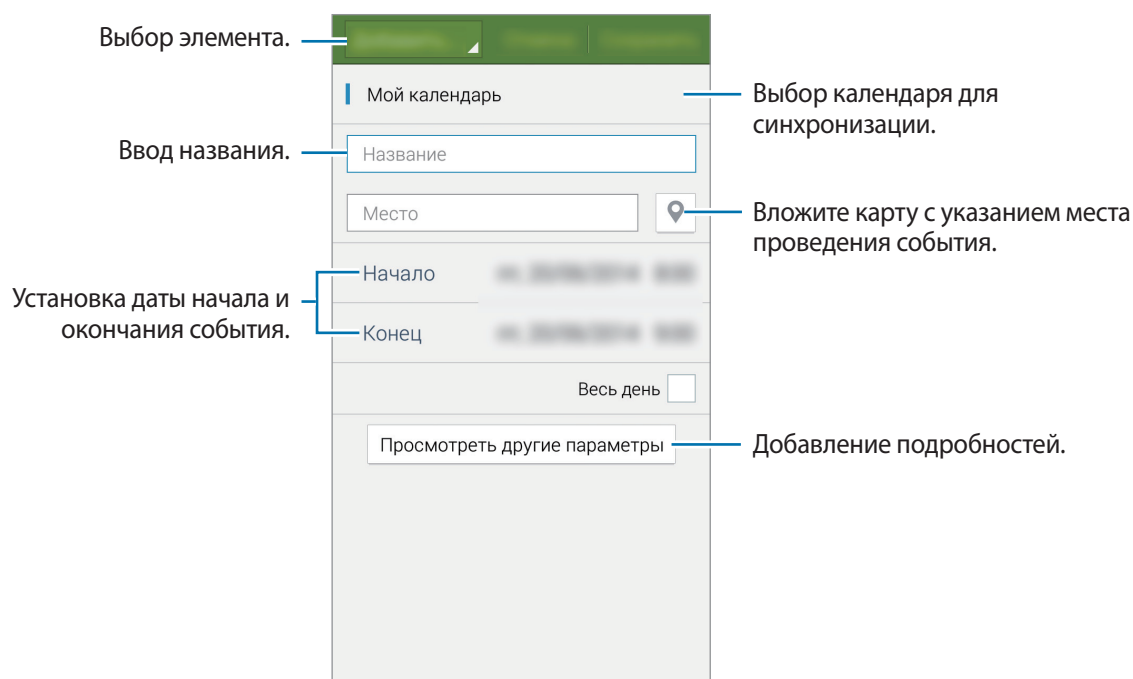 Выбор элемента.
Мой календарь
Выбор календаря для
синхронизации.
Ввод названия.
Название
Место
Вложите карту с указанием места
проведения события.
Установка даты начала и
окончания события.
Начало
Конец
Весь день
Просмотреть другие параметры
Добавление подробностей.